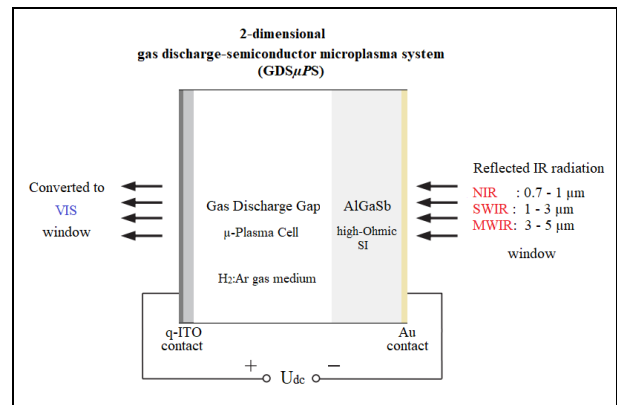 2-dimensional
gas discharge-semiconductor microplasma system
(GDSμPS)
Converted to
VIS
window
Gas Discharge Gap
μ-Plasma Cell
H₂:Ar gas medium
AlGaSb
high-Ohmic
SI
Reflected IR radiation
NIR : 0.7 - 1 μm
SWIR : 1 - 3 μm
MWIR: 3 - 5 μm
window
q-ITO
contact
Au
contact
+ Udc −